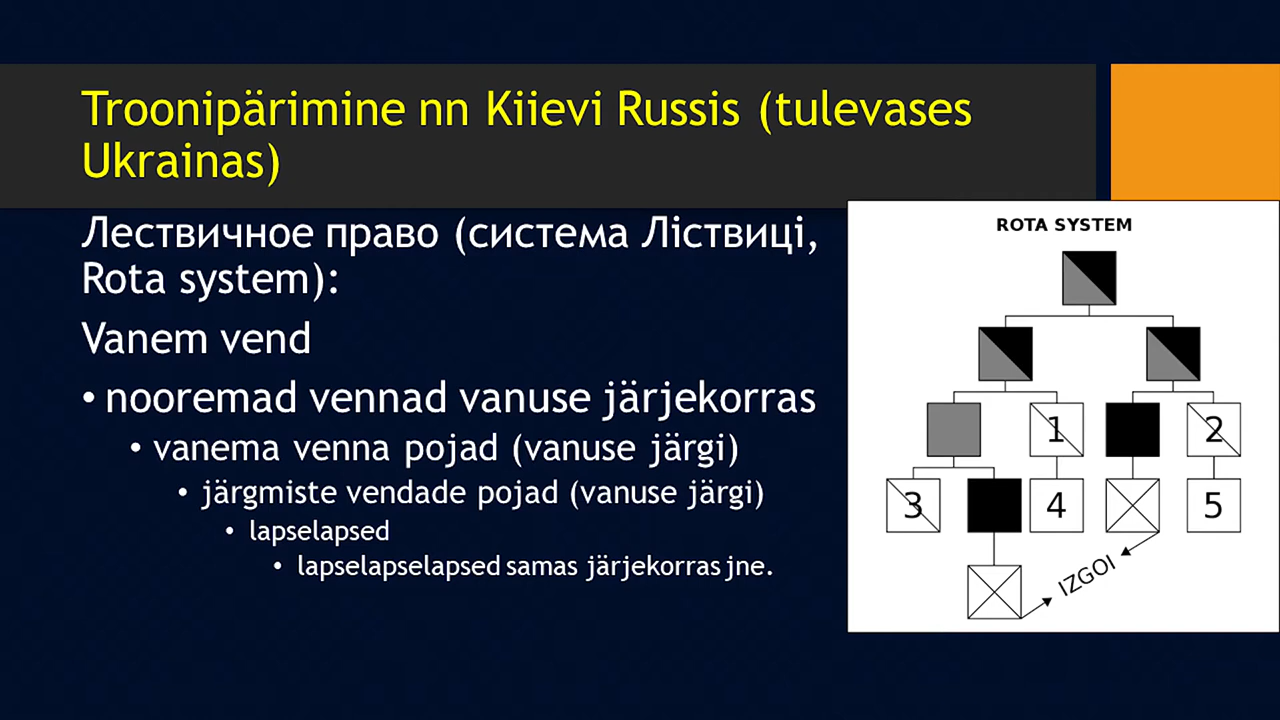 Troonipärimine nn Kiievi Russis (tulevases
Ukrainas)
Лествичное право (система Ліствиці,
Rota system):
Vanem vend
• nooremad vennad vanuse järjekorras
• vanema venna pojad (vanuse järgi)
• järgmiste vendade pojad (vanuse järgi)
• lapselapsed
• lapselapselapsed samas järjekorras jne.
ROTA SYSTEM
1
2
3
4
5
IZGOI